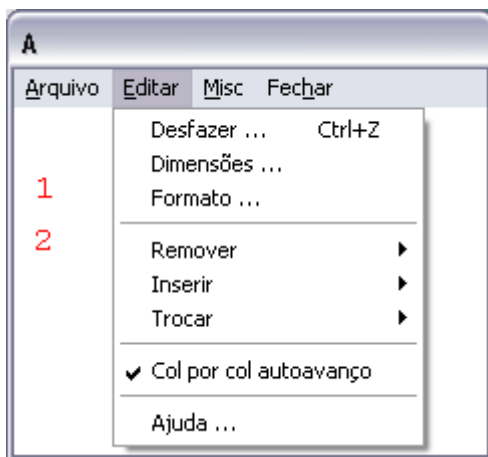 A
Arquivo Editar Misc Fechar
Desfazer ... Ctrl+Z
Dimensões ...
1
Formato ...
2
Remover
Inserir
Trocar
Col por col autoavanço
Ajuda ...